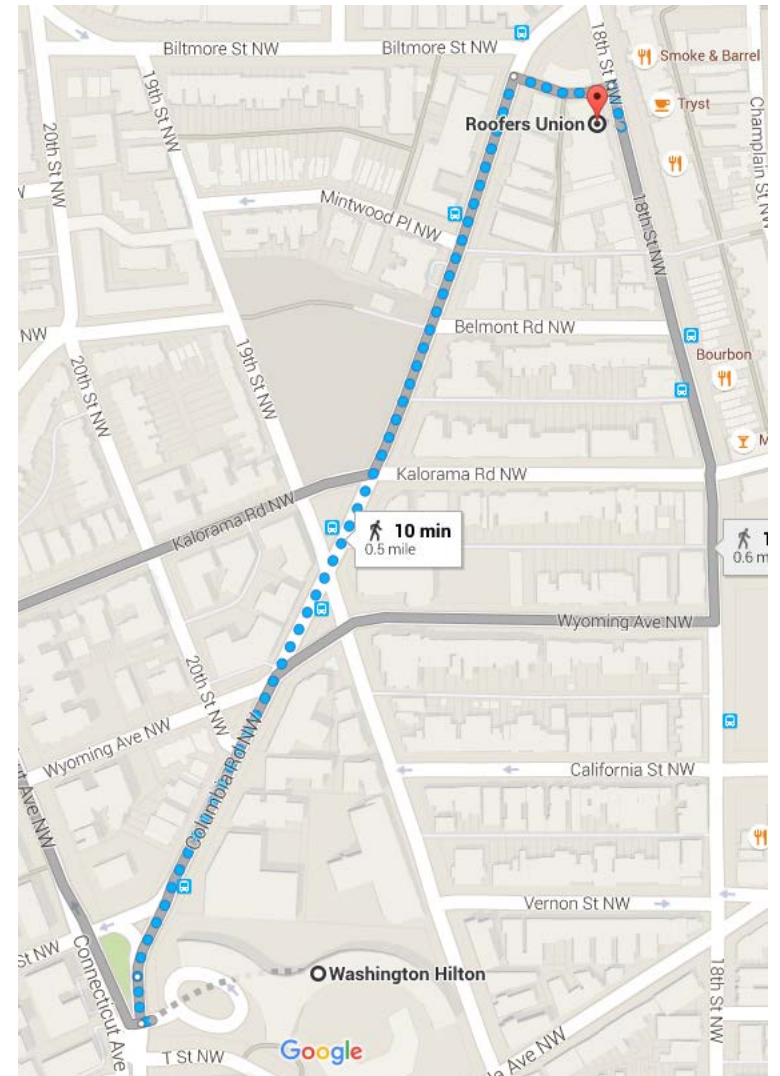 Biltmore St NW
Biltmore St NW
18th St NW
Smoke & Barrel
19th St NW
Tryst
Champlain St NW
Roofers Union
20th St NW
Mintwood Pl NW
18th St NW
NW
Belmont Rd NW
19th St NW
20th St NW
Bourbon
M
Kalorama Rd NW
Kalorama Rd NW
10 min
0.5 mile
1
0.6 m
Wyoming Ave NW
20th St NW
Wyoming Ave NW
California St NW
Columbia Rd NW
Ave NW
Vernon St NW
St NW
Connecticut Ave
Washington Hilton
18th St NW
T St NW
Google
Ave NW